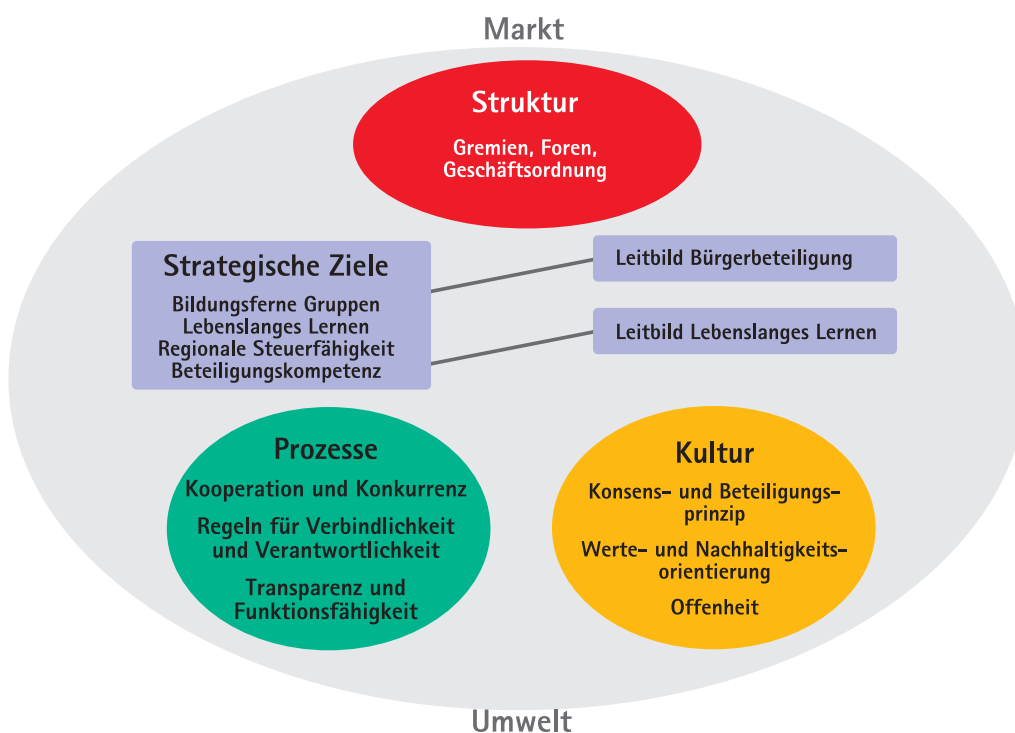 Markt
Struktur
Gremien, Foren,
Geschäftsordnung
Strategische Ziele
Bildungsferne Gruppen
Lebenslanges Lernen
Regionale Steuerfähigkeit
Beteiligungskompetenz
Leitbild Bürgerbeteiligung
Leitbild Lebenslanges Lernen
Prozesse
Kooperation und Konkurrenz
Regeln für Verbindlichkeit
und Verantwortlichkeit
Transparenz und
Funktionsfähigkeit
Kultur
Konsens- und Beteiligungs-
prinzip
Werte- und Nachhaltigkeits-
orientierung
Offenheit
Umwelt